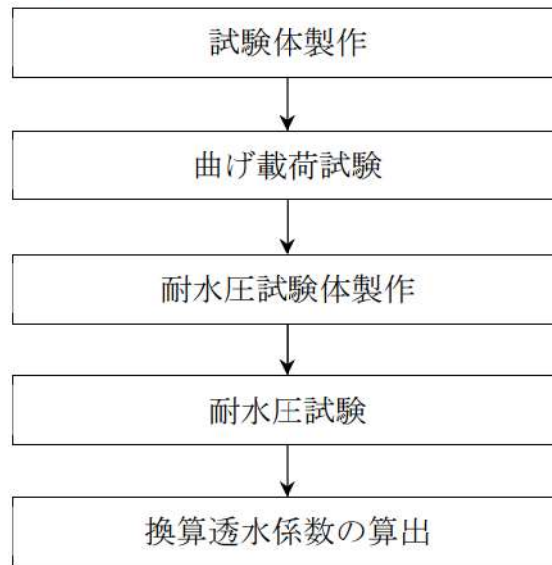 試験体製作
曲げ載荷試験
耐水圧試験体製作
耐水圧試験
換算透水係数の算出